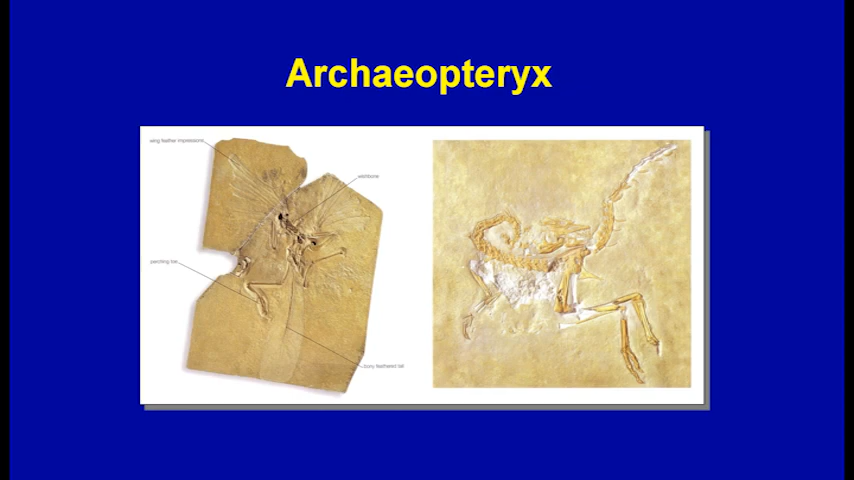 Archaeopteryx
wing feather impressions
wishbone
perching toe
bony feathered tail